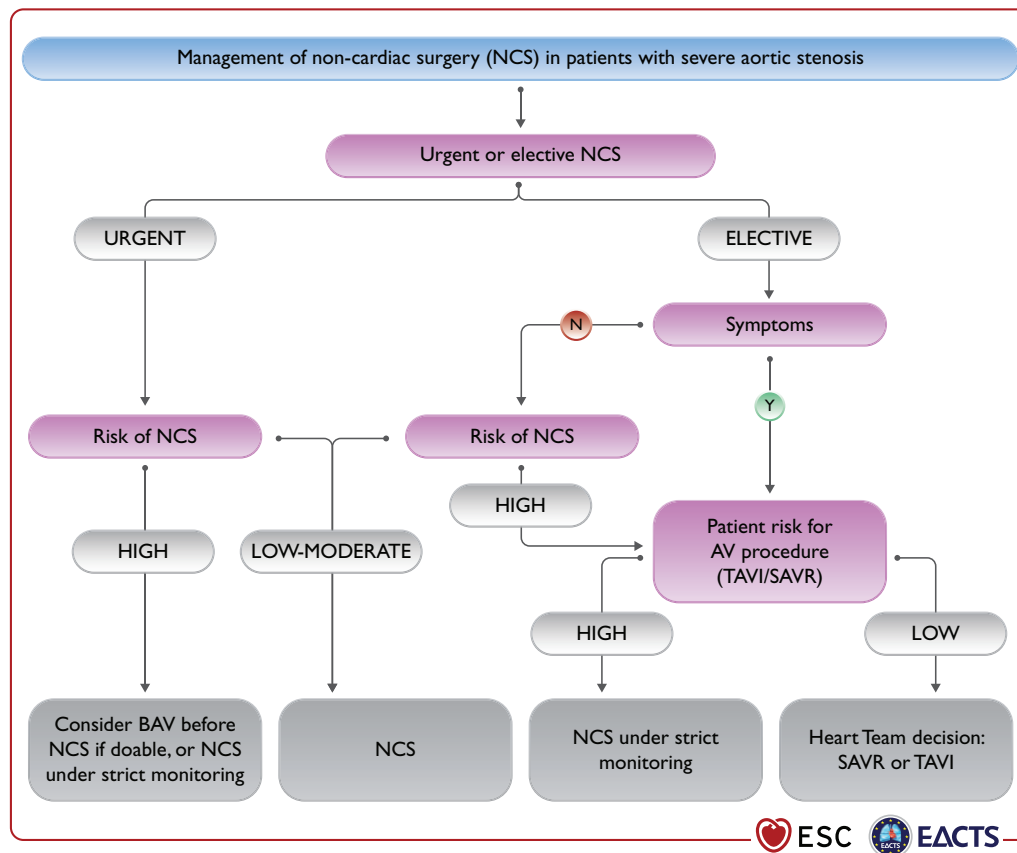 Management of non-cardiac surgery (NCS) in patients with severe aortic stenosis
Urgent or elective NCS
URGENT
ELECTIVE
N
Symptoms
Y
Risk of NCS
Risk of NCS
HIGH
HIGH
LOW-MODERATE
Patient risk for
AV procedure
(TAVI/SAVR)
HIGH
LOW
Consider BAV before
NCS if doable, or NCS
under strict monitoring
NCS
NCS under strict
monitoring
Heart Team decision:
SAVR or TAVI
ESC
EACTS
EACTS